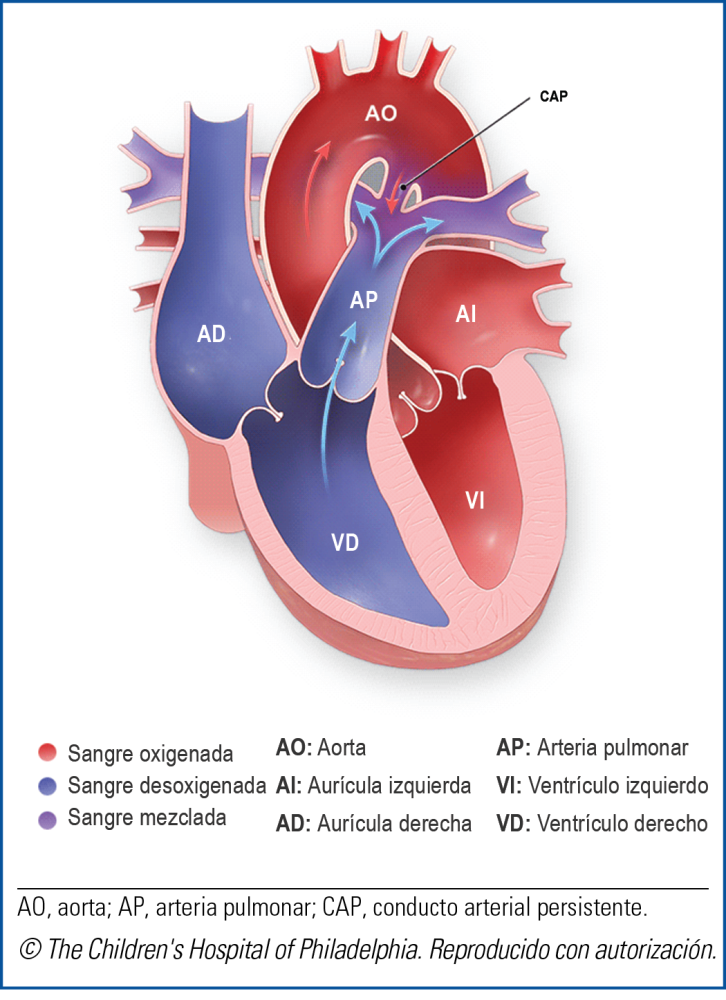 AO
CAP
AP
AI
AD
VI
VD
Sangre oxigenada
Sangre desoxigenada
Sangre mezclada
AO: Aorta
AI: Aurícula izquierda
AD: Aurícula derecha
AP: Arteria pulmonar
VI: Ventrículo izquierdo
VD: Ventrículo derecho
AO, aorta; AP, arteria pulmonar; CAP, conducto arterial persistente.
© The Children's Hospital of Philadelphia. Reproducido con autorización.